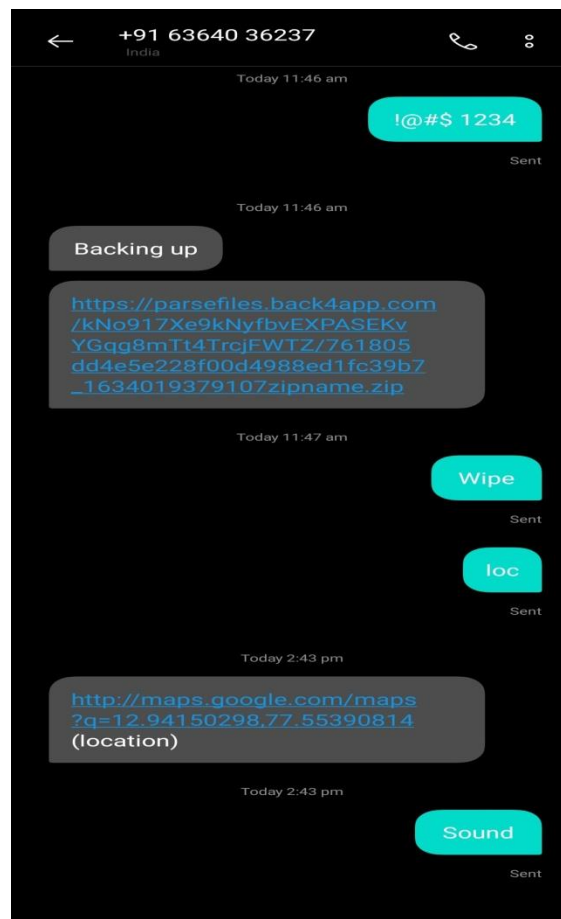 +91 63640 36237
India
Today 11:46 am
!@#$ 1234
Sent
Today 11:46 am
Backing up
https://parsefiles.back4app.com
/kNo917Xe9kNyfbvEXPASEKv
YGqg8mTt4TrcjFWTZ/761805
dd4e5e228f00d4988ed1fc39b7
_1634019379107zipname.zip
Today 11:47 am
Wipe
Sent
loc
Sent
Today 2:43 pm
http://maps.google.com/maps
?q=12.94150298,77.55390814
(location)
Today 2:43 pm
Sound
Sent